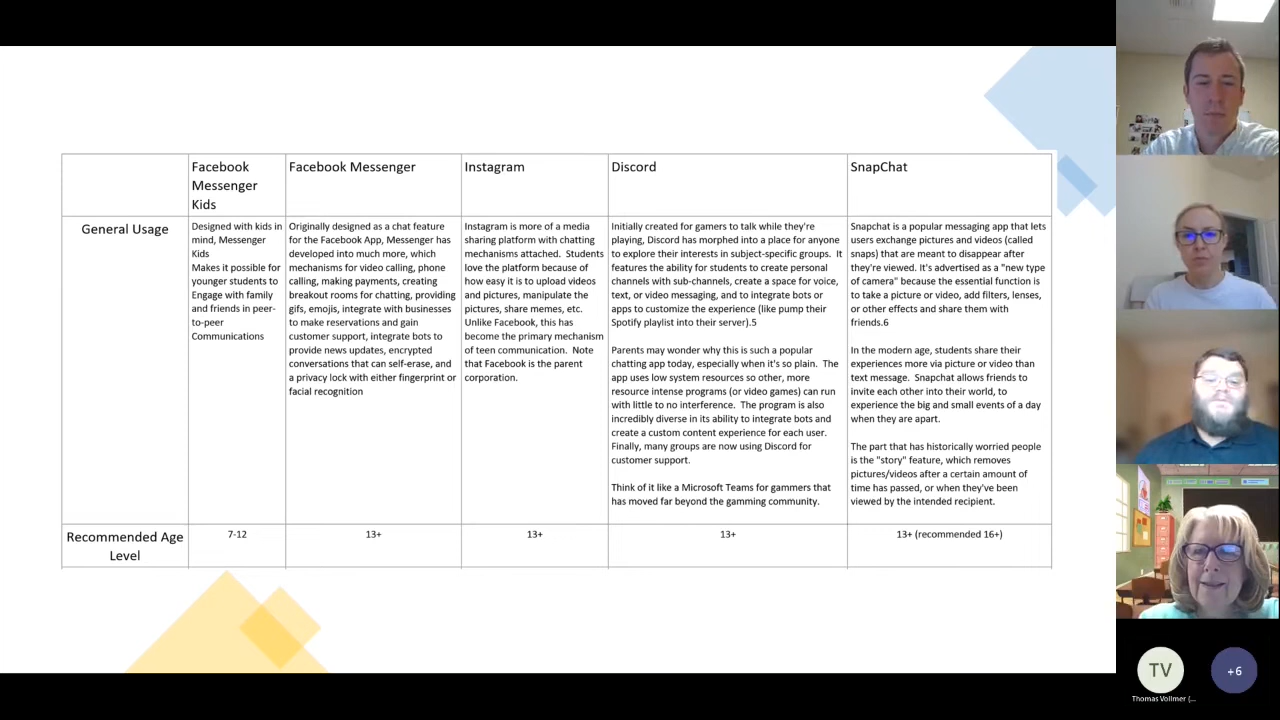 Facebook
Messenger
Kids
Facebook Messenger
Instagram
Discord
SnapChat
General Usage
Designed with kids in
mind, Messenger
Kids
Makes it possible for
younger students to
Engage with family
and friends in peer-
to-peer
Communications
Originally designed as a chat feature
for the Facebook App, Messenger has
developed into much more, which
mechanisms for video calling, phone
calling, making payments, creating
breakout rooms for chatting, providing
gifs, emojis, integrate with businesses
to make reservations and gain
customer support, integrate bots to
provide news updates, encrypted
conversations that can self-erase, and
a privacy lock with either fingerprint or
facial recognition
Instagram is more of a media
sharing platform with chatting
mechanisms attached.  Students
love the platform because of
how easy it is to upload videos
and pictures, manipulate the
pictures, share memes, etc.
Unlike Facebook, this has
become the primary mechanism
of teen communication.  Note
that Facebook is the parent
corporation.
Initially created for gamers to talk while they're
playing, Discord has morphed into a place for anyone
to explore their interests in subject-specific groups.  It
features the ability for students to create personal
channels with sub-channels, create a space for voice,
text, or video messaging, and to integrate bots or
apps to customize the experience (like pump their
Spotify playlist into their server).5
Parents may wonder why this is such a popular
chatting app today, especially when it's so plain.  The
app uses low system resources so other, more
resource intense programs (or video games) can run
with little to no interference.  The program is also
incredibly diverse in its ability to integrate bots and
create a custom content experience for each user.
Finally, many groups are now using Discord for
customer support.
Think of it like a Microsoft Teams for gammers that
has moved far beyond the gamming community.
Snapchat is a popular messaging app that lets
users exchange pictures and videos (called
snaps) that are meant to disappear after
they're viewed. It's advertised as a "new type
of camera" because the essential function is
to take a picture or video, add filters, lenses,
or other effects and share them with
friends.6
In the modern age, students share their
experiences more via picture or video than
text message.  Snapchat allows friends to
invite each other into their world, to
experience the big and small events of a day
when they are apart.
The part that has historically worried people
is the "story" feature, which removes
pictures/videos after a certain amount of
time has passed, or when they've been
viewed by the intended recipient.
Recommended Age
Level
7-12
13+
13+
13+
13+ (recommended 16+)
TV
+6
Thomas Vollmer (...